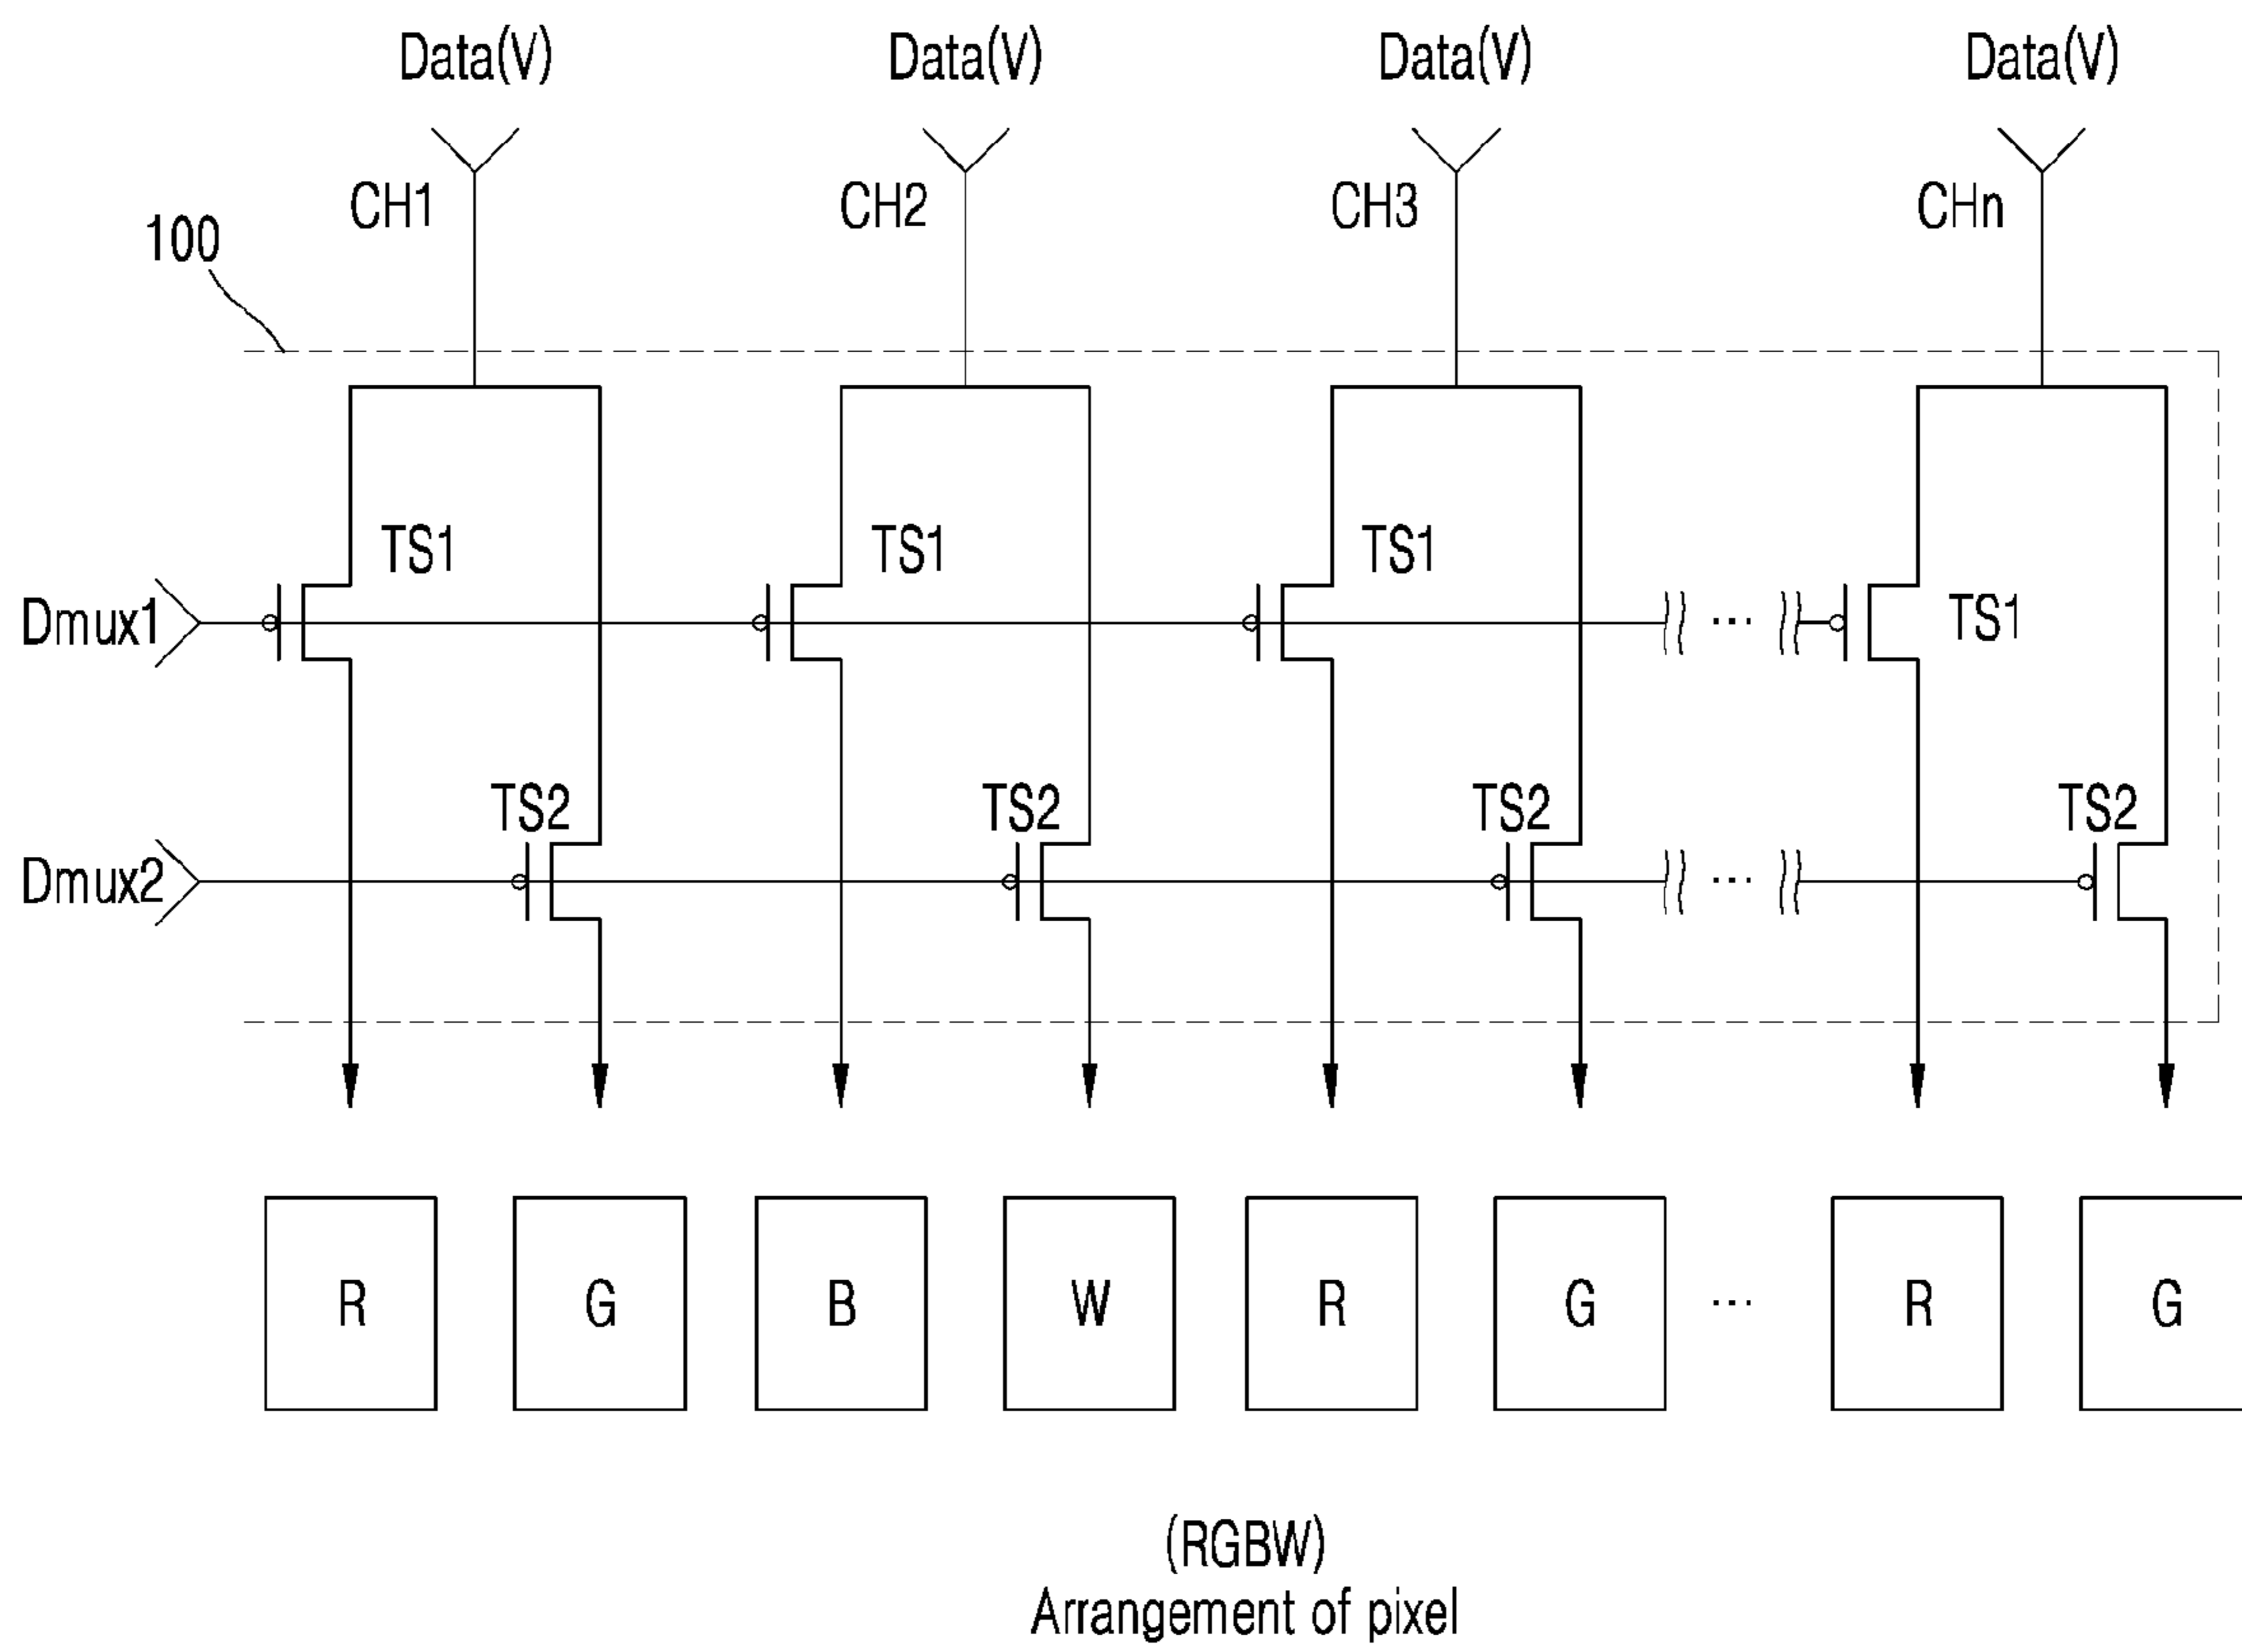 Data(V) Data(V) Data(V) Data(V)
CH1 CH2 CH3 CHn
100
TS1 TS1 TS1
Dmux1 ... TS1
TS2 TS2 TS2 TS2
Dmux2 ...
R G B W R G ... R G
(RGBW)
Arrangement of pixel